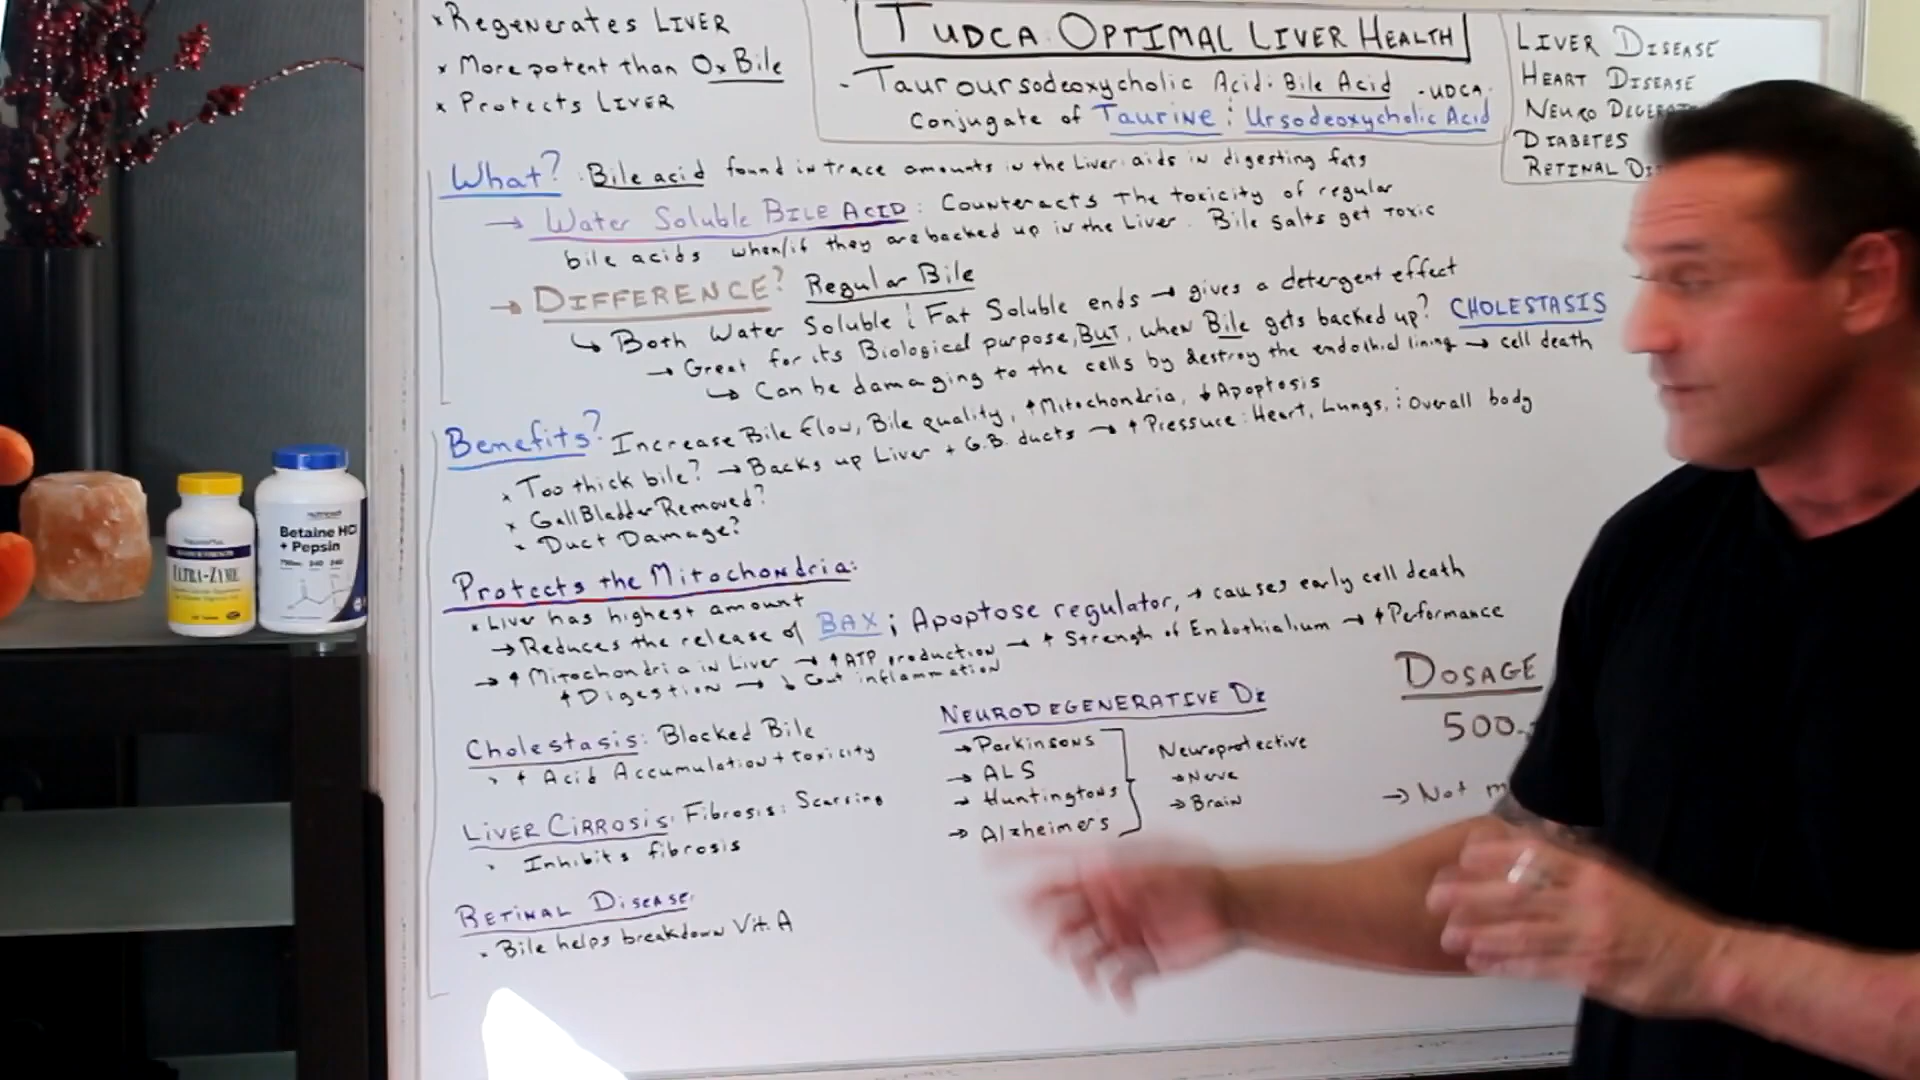 x Regenerates LIVER
x More potent than Ox Bile
x Protects LIVER
TUDCA: OPTIMAL LIVER HEALTH
- Tauroursodeoxycholic Acid: Bile Acid - UDCA-
Conjugate of Taurine ; Ursodeoxycholic Acid
LIVER DISEASE
HEART DISEASE
NEURO
DIABETES
RETINAL
What? Bile acid found in trace amounts in the Liver: aids in digesting fats
→ Water Soluble BILE ACID: Counteracts the toxicity of regular
bile acids when/if they are backed up in the Liver. Bile Salts get toxic
→ DIFFERENCE? Regular Bile
↳ Both Water Soluble ; Fat Soluble ends → gives a detergent effect
→ Great for its Biological purpose, BUT, when Bile gets backed up? CHOLESTASIS
↳ Can be damaging to the cells by destroy the endothial lining → cell death
Benefits? Increase Bile flow, Bile quality, ↑Mitochondria, ↓Apoptosis
x Too thick bile? → Backs up Liver + G.B. ducts → ↑ Pressure: Heart, Lungs, ; Overall body
x GallBladder Removed?
x Duct Damage?
Protects the Mitochondria:
x Liver has highest amount
→ Reduces the release of BAX ; Apoptose regulator, → causes early cell death
→ ↑ Mitochondria in Liver → ↑ATP production → ↑ Strength of Endothialium → ↑Performance
↑ Digestion → ↓ Gut inflammation
Cholestasis: Blocked Bile
x ↑ Acid Accumulation + toxicity
LIVER CIRROSIS: Fibrosis: Scarring
x Inhibits fibrosis
RETINAL DISEASE:
x Bile helps breakdown Vit. A
NEURODEGENERATIVE Dz
→ Parkinsons
→ ALS
→ Huntingtons
→ Alzheimers
Neuroprotective
→ Nerve
→ Brain
DOSAGE
500
→ Not
ULTRA-ZYME
Betaine HCl
+ Pepsin